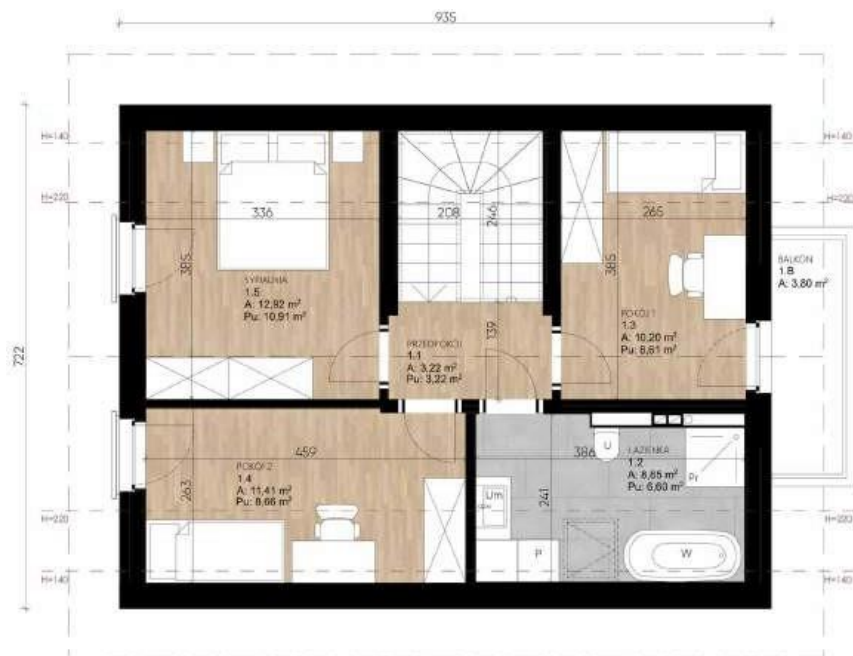 935
H=140
H=140
H=220
H=220
336
208
246
265
385
385
SYPIALNIA
1.5
A: 12,92 m²
Pu: 10,91 m²
BALKON
1.B
A: 3,80 m²
POKÓJ 1
1.3
A: 10,20 m²
Pu: 8,61 m²
139
PRZEDPOKÓJ
1.1
A: 3,22 m²
Pu: 3,22 m²
722
459
386
POKÓJ 2
1.4
A: 11,41 m²
Pu: 8,66 m²
263
U
ŁAZIENKA
1.2
A: 8,65 m²
Pu: 6,60 m²
Pr
241
Um
H=220
H=220
P
W
H=140
H=140